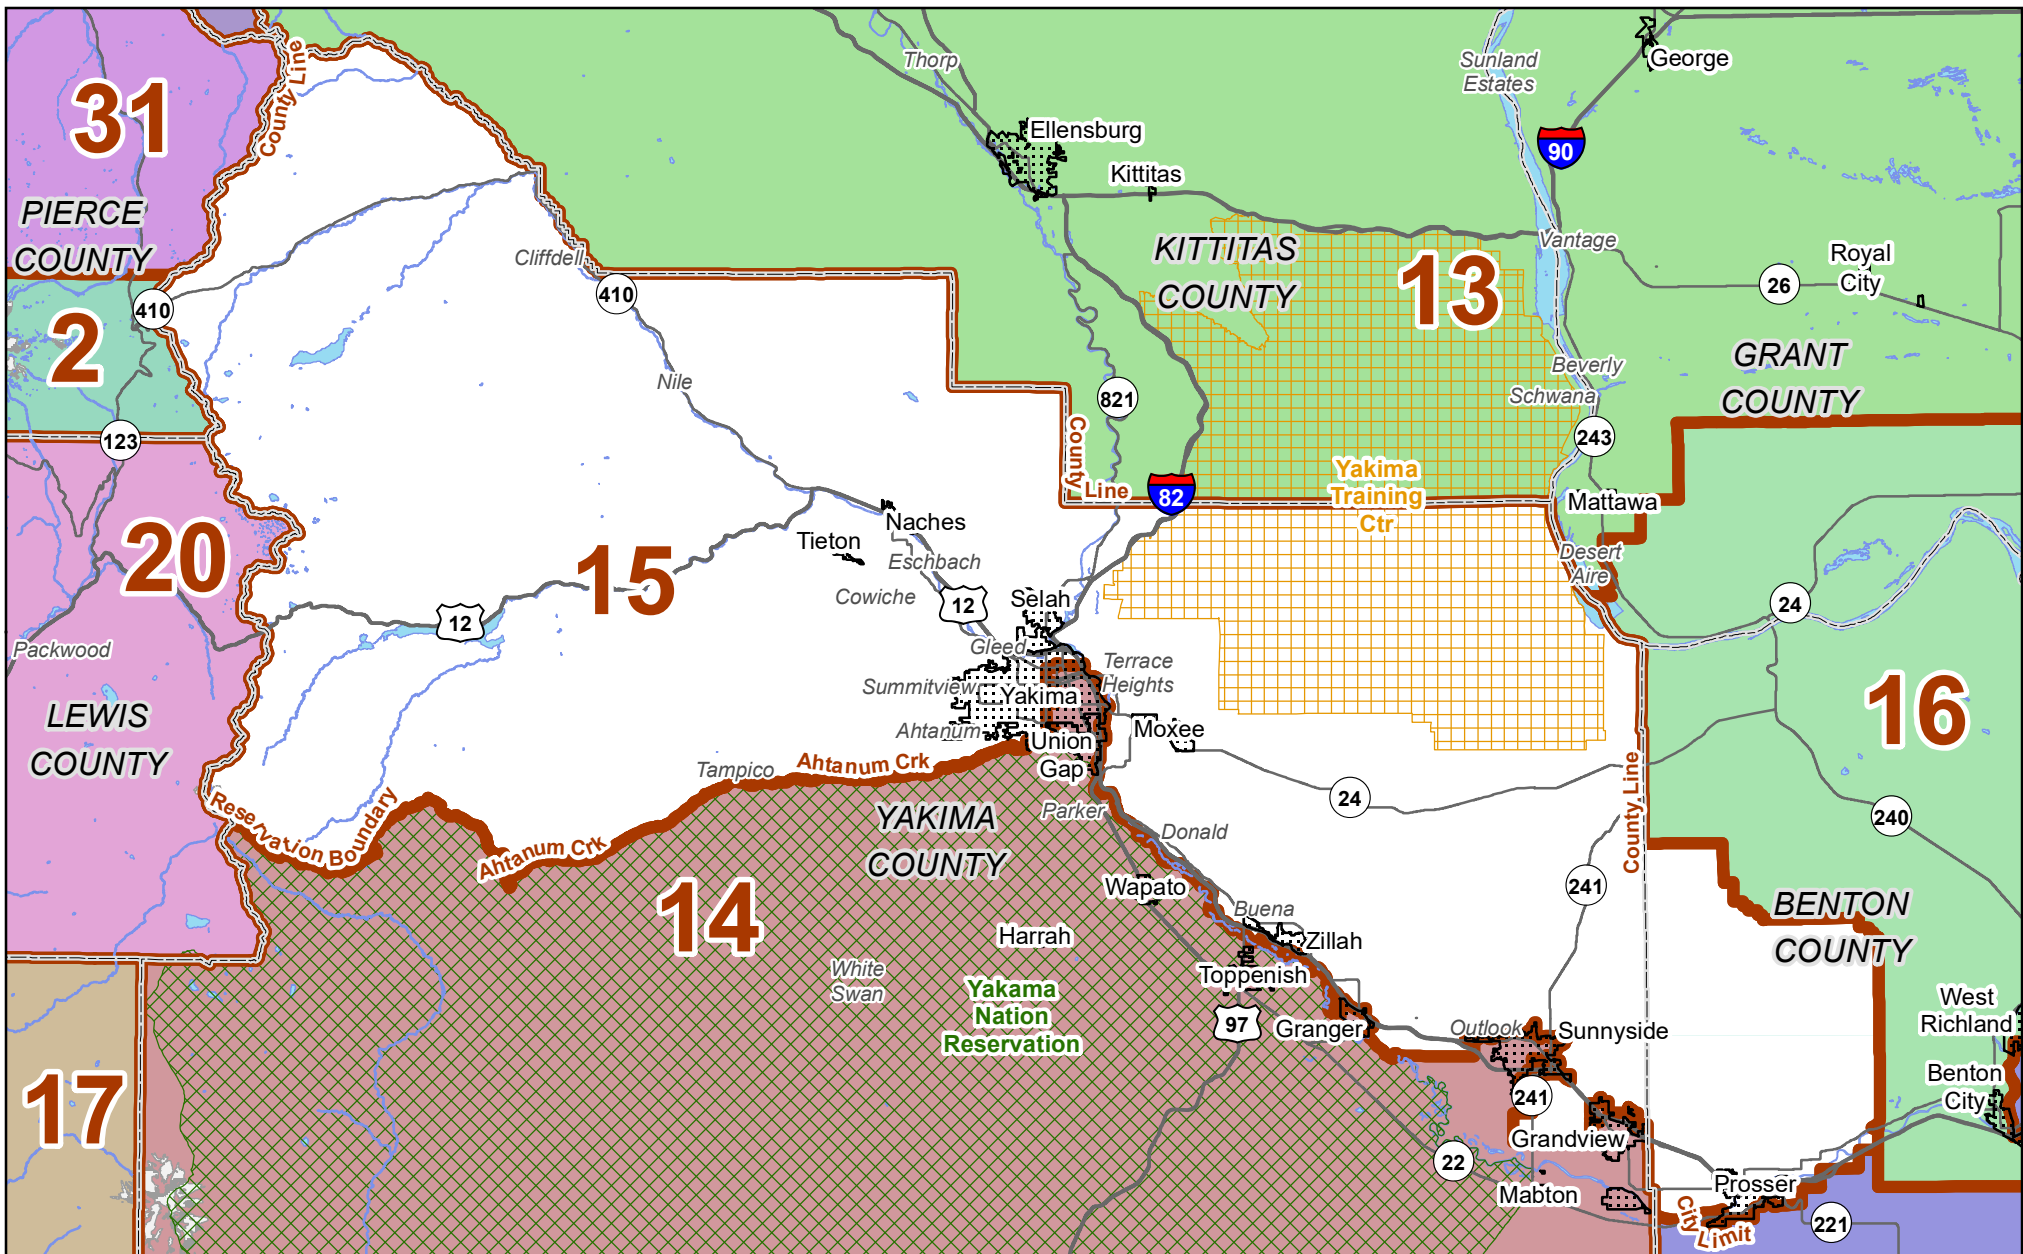 31
PIERCE
COUNTY
County Line
410
2
123
20
Packwood
LEWIS
COUNTY
17
Cliffdell
410
Nile
15
12
Naches
Tieton
Eschbach
Cowiche
12
Selah
Gleed
Summitview
Yakima
Ahtanum
Union
Gap
Terrace
Heights
Moxee
Tampico
Ahtanum Crk
Reservation Boundary
Ahtanum Crk
YAKIMA
COUNTY
Parker
Donald
14
Wapato
Harrah
White
Swan
Yakama
Nation
Reservation
Buena
Zillah
Toppenish
97
Granger
Outlook
Sunnyside
241
Grandview
22
Mabton
Thorp
Ellensburg
Kittitas
KITTITAS
COUNTY
13
821
County
Line
82
Yakima
Training
Ctr
Sunland
Estates
George
90
Vantage
Royal
City
26
Beverly
Schwana
GRANT
COUNTY
243
Mattawa
Desert
Aire
24
16
24
240
County Line
241
BENTON
COUNTY
West
Richland
Benton
City
Prosser
City
Limit
221